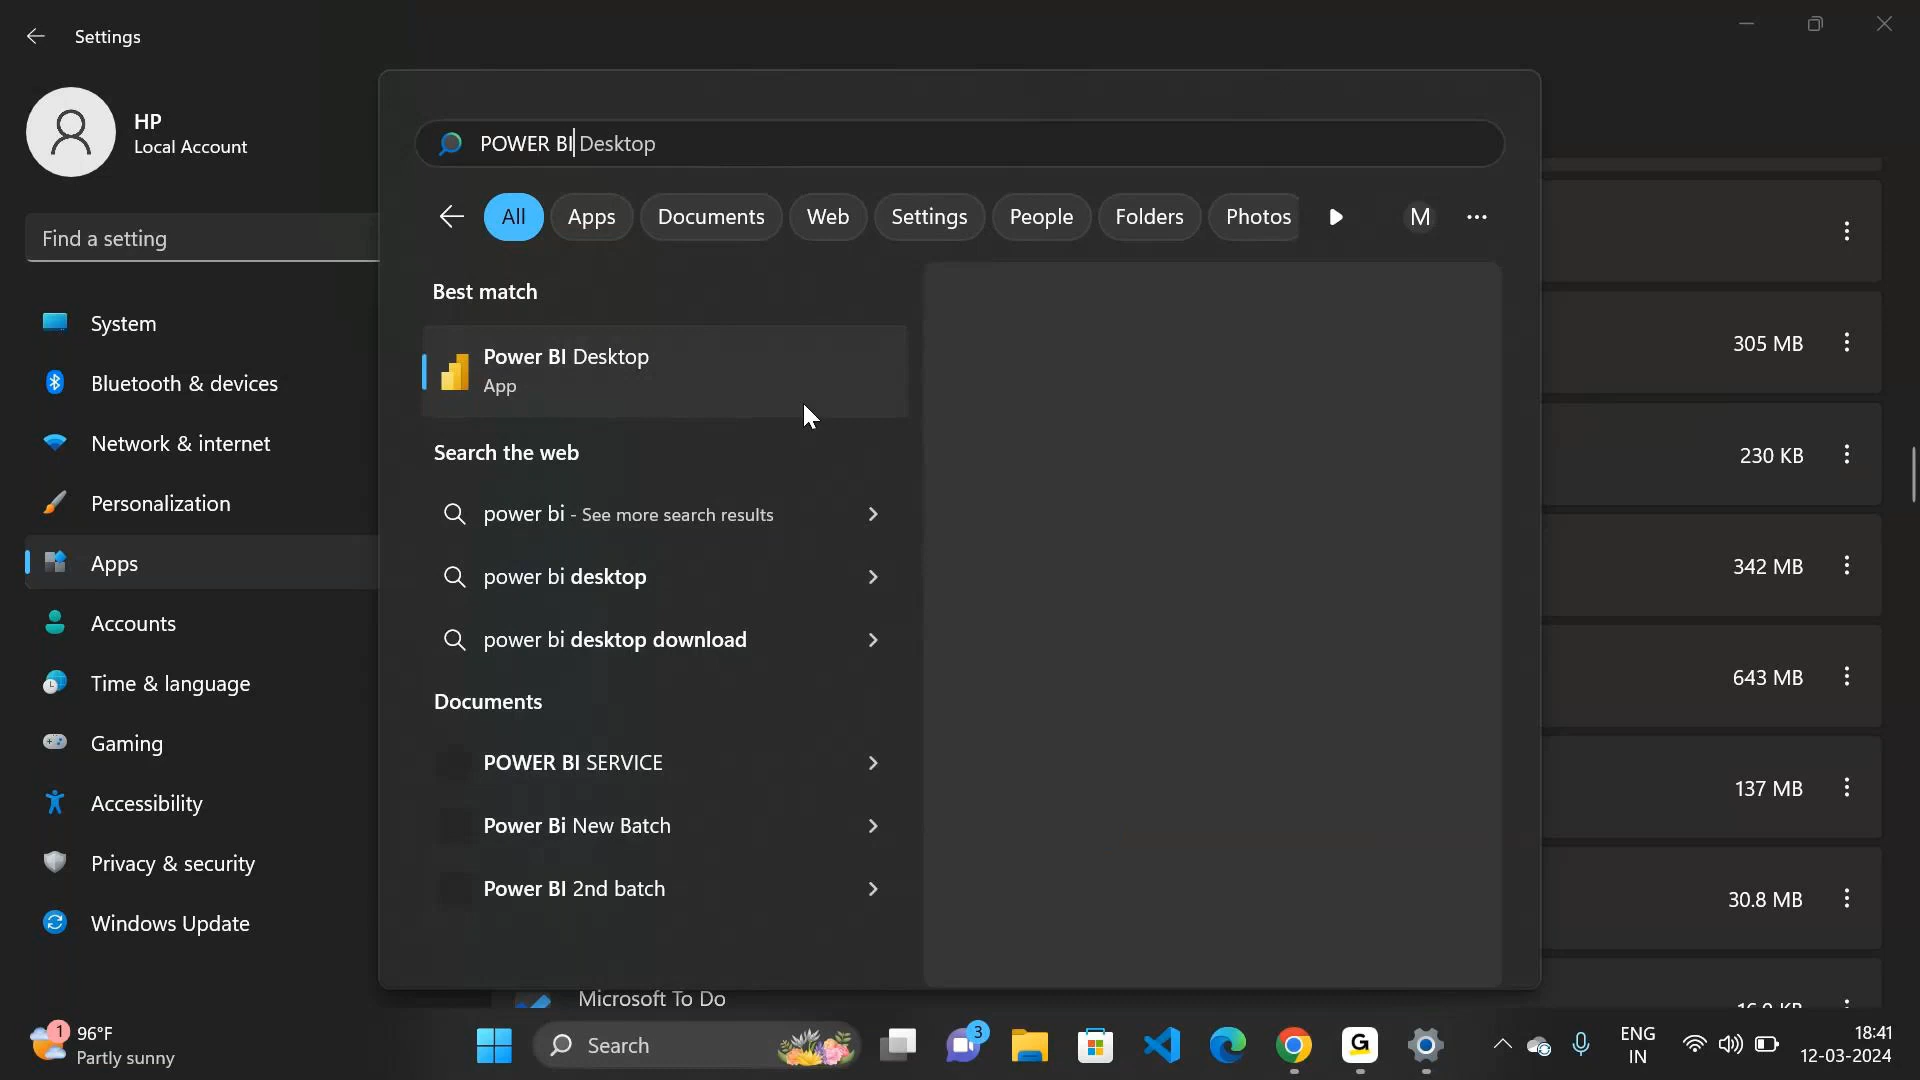 Settings
HP
Local Account
Find a setting
System
Bluetooth & devices
Network & internet
Personalization
Apps
Accounts
Time & language
Gaming
Accessibility
Privacy & security
Windows Update
POWER BI Desktop
All
Apps
Documents
Web
Settings
People
Folders
Photos
M
Best match
Power BI Desktop
App
Search the web
power bi - See more search results
power bi desktop
power bi desktop download
Documents
POWER BI SERVICE
Power Bi New Batch
Power BI 2nd batch
305 MB
230 KB
342 MB
643 MB
137 MB
30.8 MB
Microsoft To Do
1
96°F
Partly sunny
Search
3
G
ENG
IN
18:41
12-03-2024